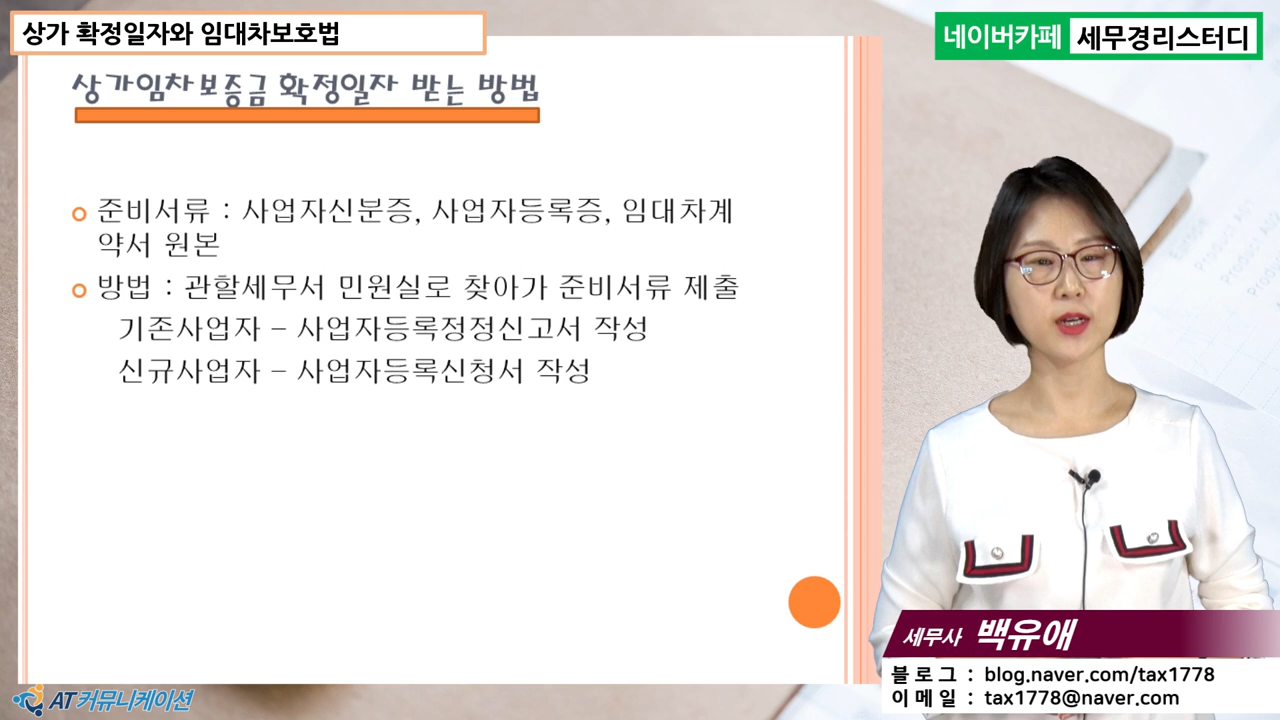 상가 확정일자와 임대차보호법
네이버카페 세무경리스터디
상가임차보증금 확정일자 받는 방법
준비서류 : 사업자신분증, 사업자등록증, 임대차계
약서 원본
방법 : 관할세무서 민원실로 찾아가 준비서류 제출
기존사업자 – 사업자등록정정신고서 작성
신규사업자 – 사업자등록신청서 작성
세무사 백유애
블로그 : blog.naver.com/tax1778
이메일 : tax1778@naver.com
AT커뮤니케이션